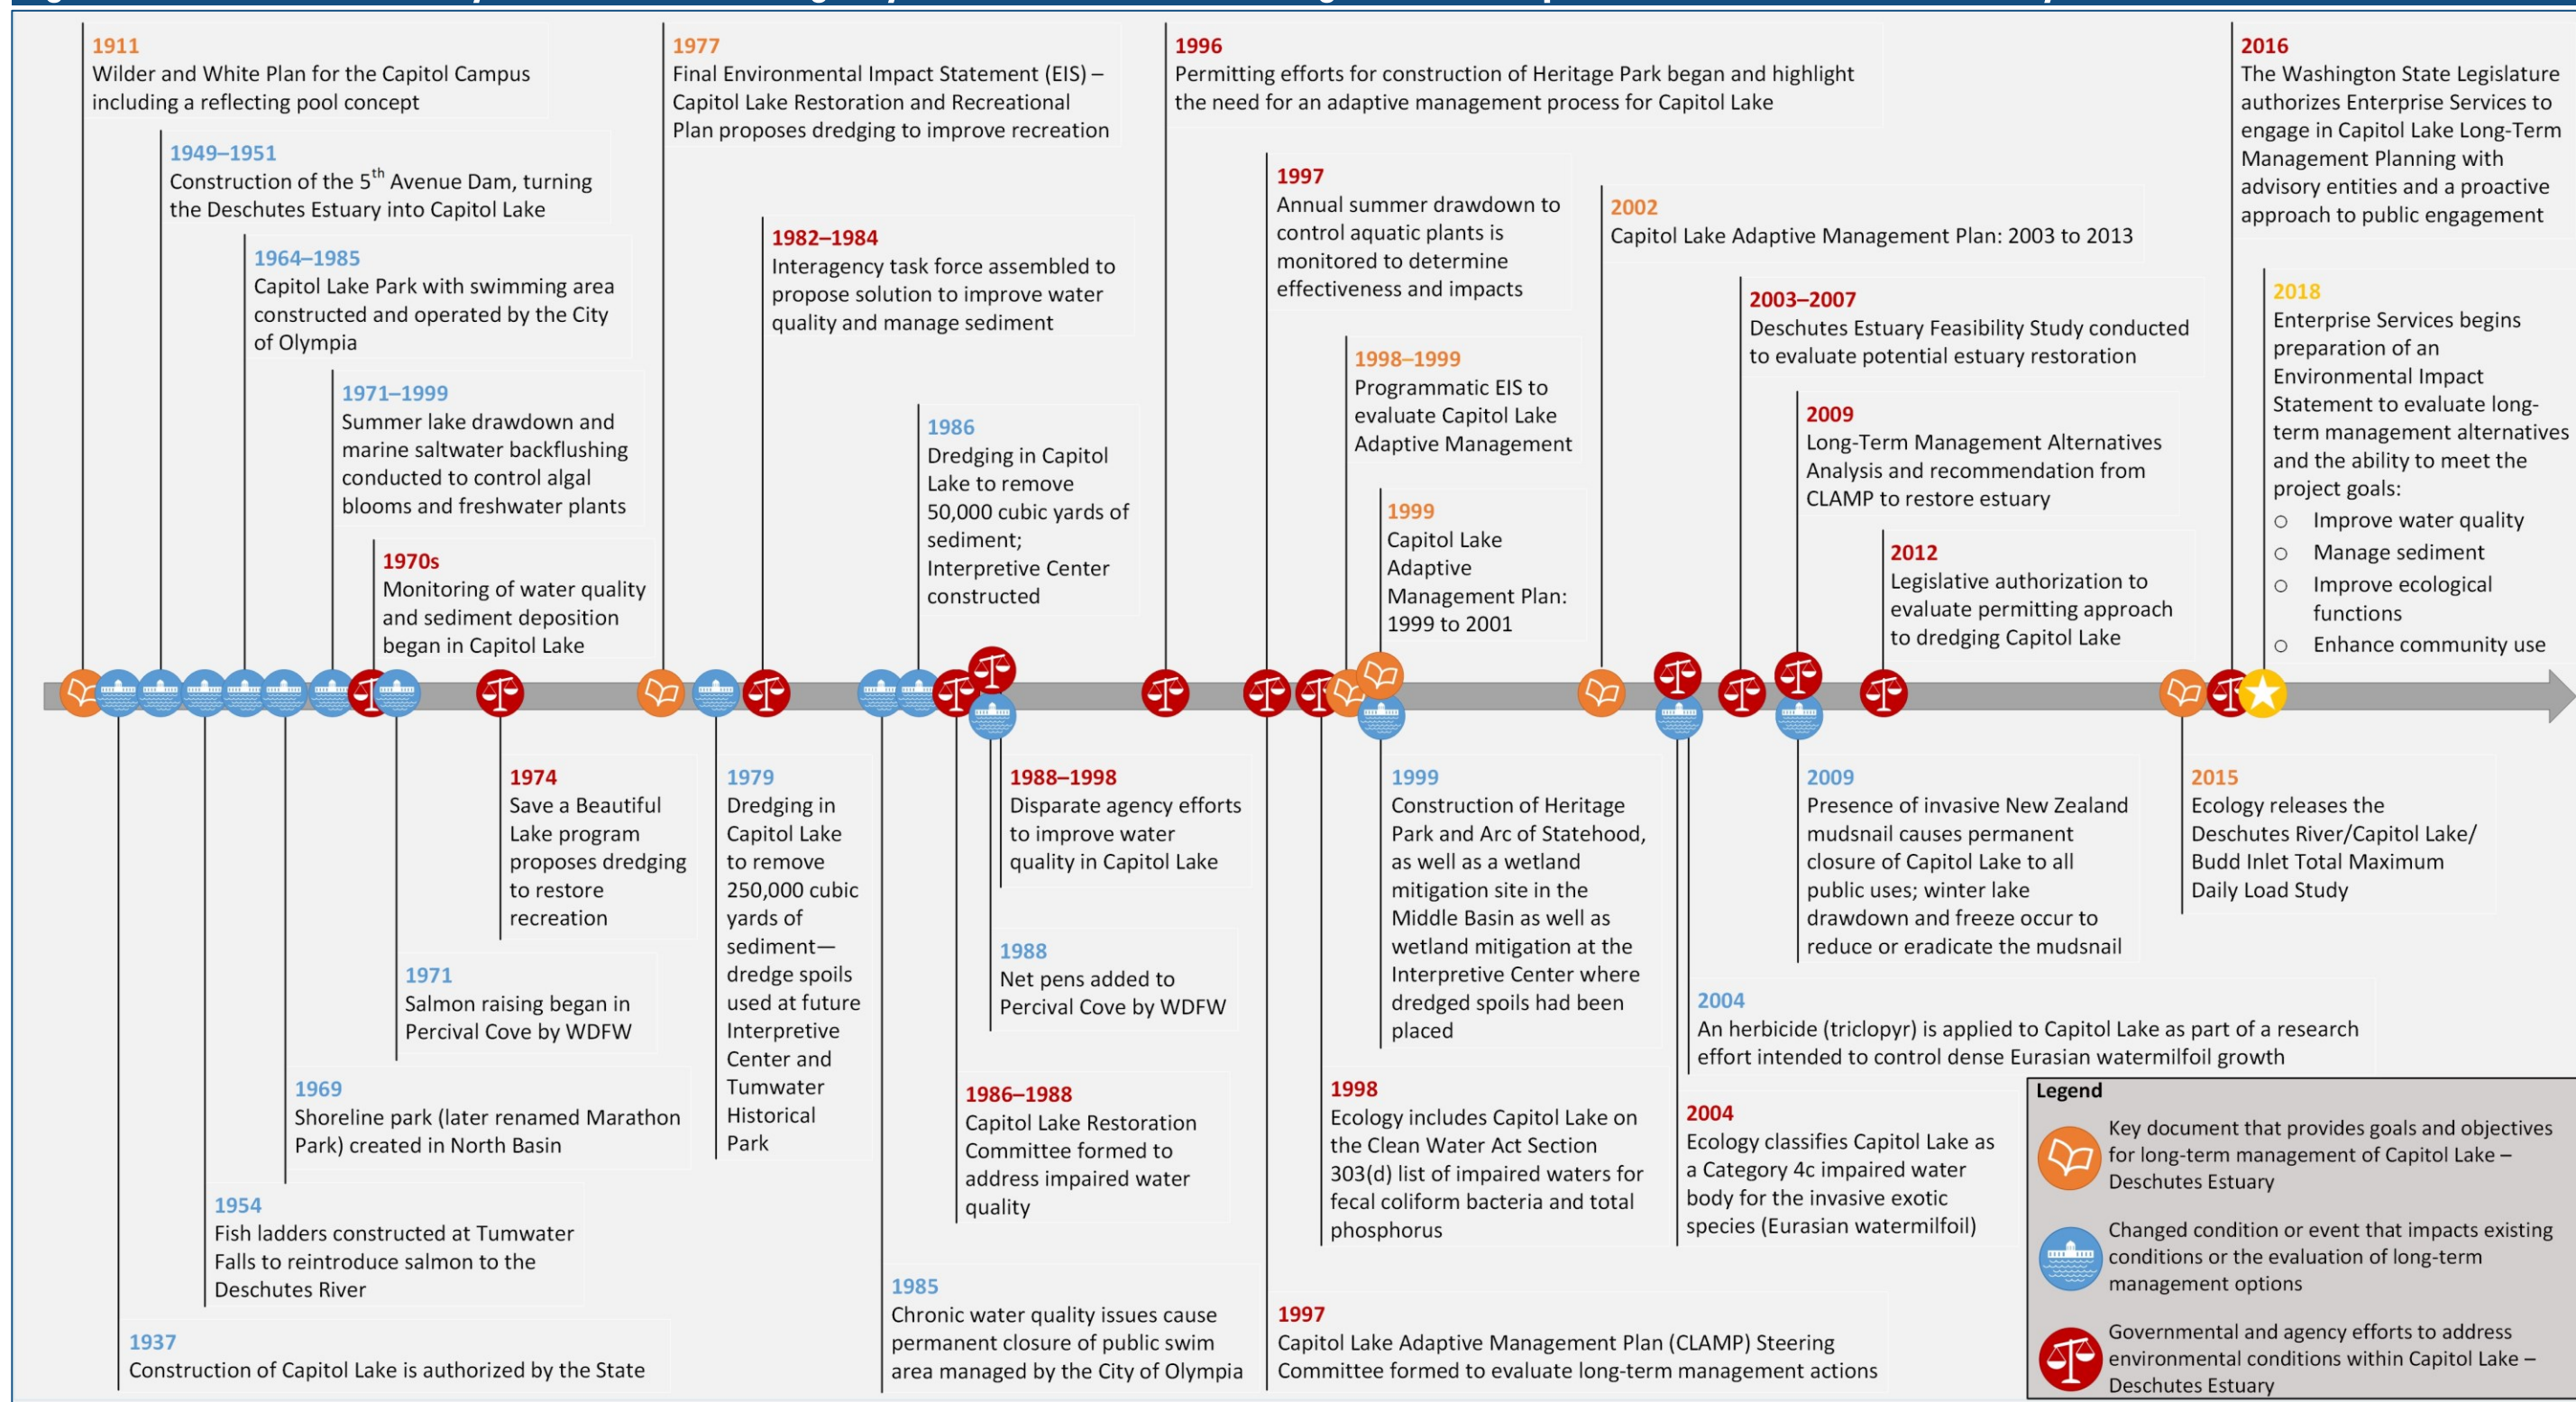 1911
Wilder and White Plan for the Capitol Campus
including a reflecting pool concept
1949–1951
Construction of the 5th Avenue Dam, turning
the Deschutes Estuary into Capitol Lake
1964–1985
Capitol Lake Park with swimming area
constructed and operated by the City
of Olympia
1971–1999
Summer lake drawdown and
marine saltwater backflushing
conducted to control algal
blooms and freshwater plants
1970s
Monitoring of water quality
and sediment deposition
began in Capitol Lake
1977
Final Environmental Impact Statement (EIS) –
Capitol Lake Restoration and Recreational
Plan proposes dredging to improve recreation
1982–1984
Interagency task force assembled to
propose solution to improve water
quality and manage sediment
1986
Dredging in Capitol
Lake to remove
50,000 cubic yards of
sediment;
Interpretive Center
constructed
1996
Permitting efforts for construction of Heritage Park began and highlight
the need for an adaptive management process for Capitol Lake
1997
Annual summer drawdown to
control aquatic plants is
monitored to determine
effectiveness and impacts
1998–1999
Programmatic EIS to
evaluate Capitol Lake
Adaptive Management
1999
Capitol Lake
Adaptive
Management Plan:
1999 to 2001
2002
Capitol Lake Adaptive Management Plan: 2003 to 2013
2003–2007
Deschutes Estuary Feasibility Study conducted
to evaluate potential estuary restoration
2009
Long-Term Management Alternatives
Analysis and recommendation from
CLAMP to restore estuary
2012
Legislative authorization to
evaluate permitting approach
to dredging Capitol Lake
2016
The Washington State Legislature
authorizes Enterprise Services to
engage in Capitol Lake Long-Term
Management Planning with
advisory entities and a proactive
approach to public engagement
2018
Enterprise Services begins
preparation of an
Environmental Impact
Statement to evaluate long-
term management alternatives
and the ability to meet the
project goals:
○ Improve water quality
○ Manage sediment
○ Improve ecological
functions
○ Enhance community use
1974
Save a Beautiful
Lake program
proposes dredging
to restore
recreation
1971
Salmon raising began in
Percival Cove by WDFW
1969
Shoreline park (later renamed Marathon
Park) created in North Basin
1954
Fish ladders constructed at Tumwater
Falls to reintroduce salmon to the
Deschutes River
1937
Construction of Capitol Lake is authorized by the State
1979
Dredging in
Capitol Lake
to remove
250,000 cubic
yards of
sediment—
dredge spoils
used at future
Interpretive
Center and
Tumwater
Historical
Park
1988–1998
Disparate agency efforts
to improve water
quality in Capitol Lake
1988
Net pens added to
Percival Cove by WDFW
1986–1988
Capitol Lake Restoration
Committee formed to
address impaired water
quality
1985
Chronic water quality issues cause
permanent closure of public swim
area managed by the City of Olympia
1999
Construction of Heritage
Park and Arc of Statehood,
as well as a wetland
mitigation site in the
Middle Basin as well as
wetland mitigation at the
Interpretive Center where
dredged spoils had been
placed
1998
Ecology includes Capitol Lake on
the Clean Water Act Section
303(d) list of impaired waters for
fecal coliform bacteria and total
phosphorus
1997
Capitol Lake Adaptive Management Plan (CLAMP) Steering
Committee formed to evaluate long-term management actions
2009
Presence of invasive New Zealand
mudsnail causes permanent
closure of Capitol Lake to all
public uses; winter lake
drawdown and freeze occur to
reduce or eradicate the mudsnail
2004
An herbicide (triclopyr) is applied to Capitol Lake as part of a research
effort intended to control dense Eurasian watermilfoil growth
2004
Ecology classifies Capitol Lake as
a Category 4c impaired water
body for the invasive exotic
species (Eurasian watermilfoil)
2015
Ecology releases the
Deschutes River/Capitol Lake/
Budd Inlet Total Maximum
Daily Load Study
Legend
Key document that provides goals and objectives
for long-term management of Capitol Lake –
Deschutes Estuary
Changed condition or event that impacts existing
conditions or the evaluation of long-term
management options
Governmental and agency efforts to address
environmental conditions within Capitol Lake –
Deschutes Estuary